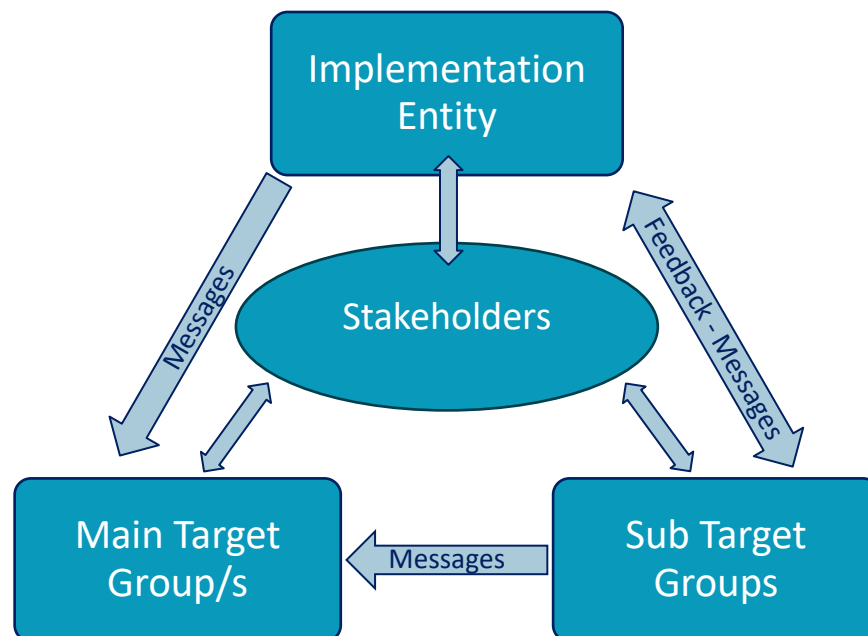 Implementation
Entity
Messages
Feedback - Messages
Stakeholders
Main Target
Group/s
Messages
Sub Target
Groups